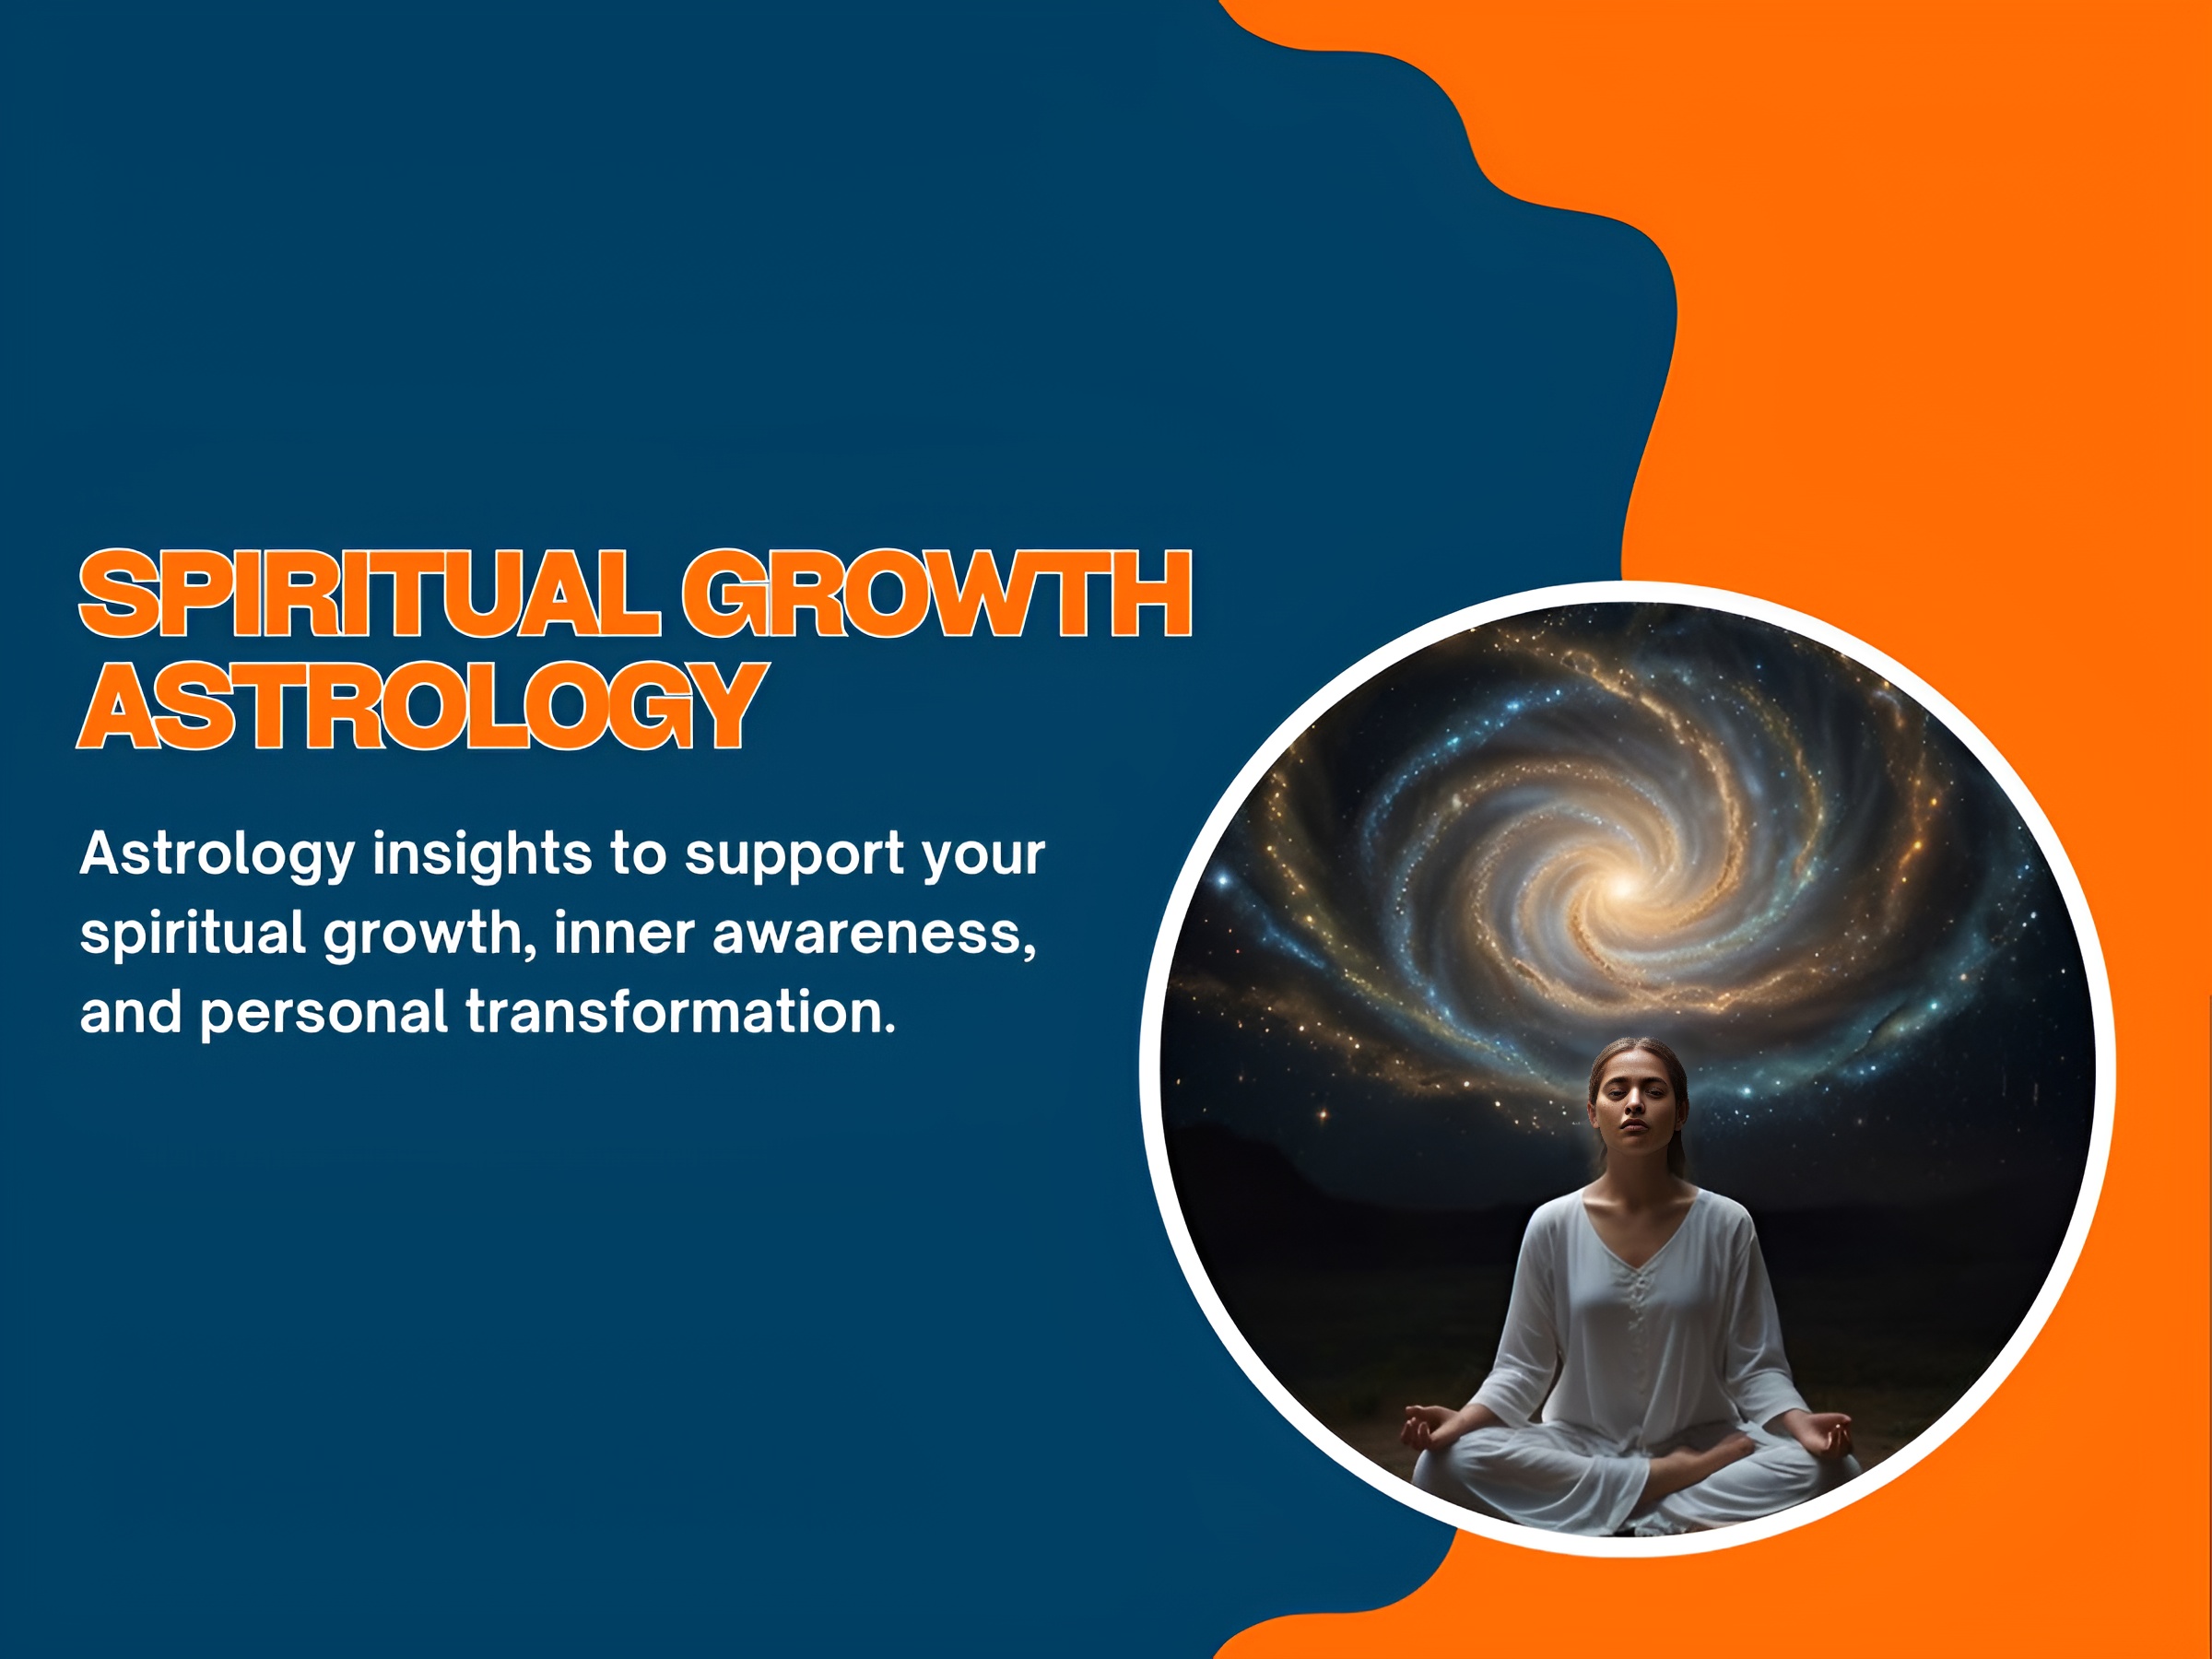 SPIRITUAL GROWTH
ASTROLOGY
Astrology insights to support your
spiritual growth, inner awareness,
and personal transformation.